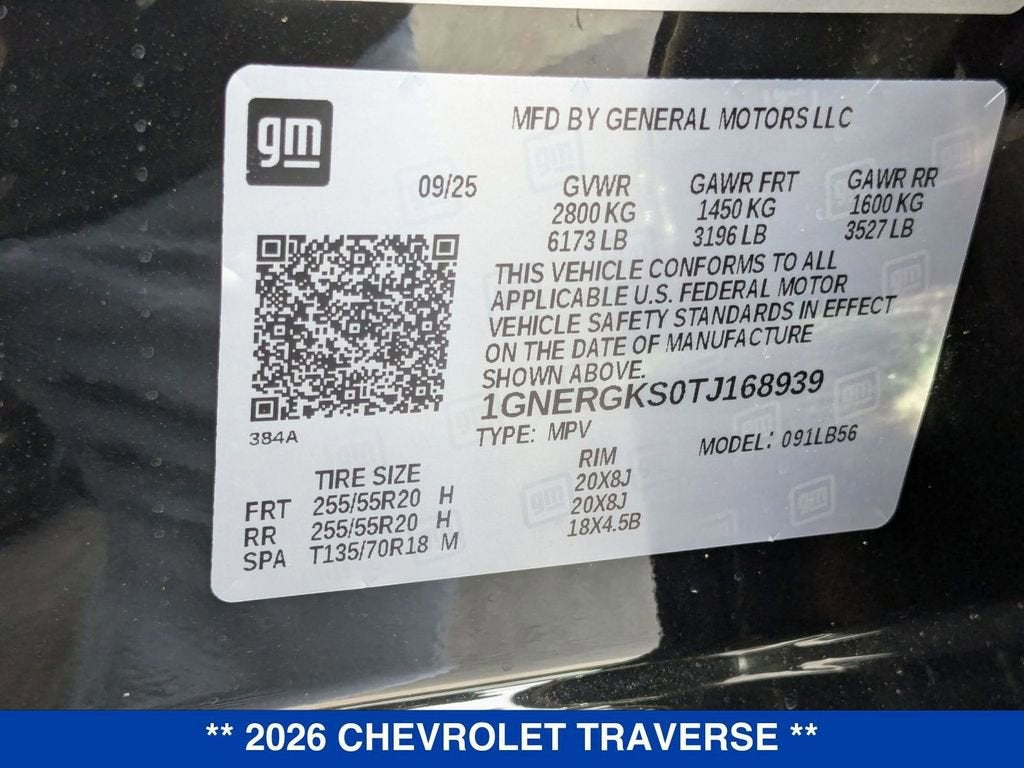 gm
MFD BY GENERAL MOTORS LLC
09/25 GVWR GAWR FRT GAWR RR
2800 KG 1450 KG 1600 KG
6173 LB 3196 LB 3527 LB
THIS VEHICLE CONFORMS TO ALL
APPLICABLE U.S. FEDERAL MOTOR
VEHICLE SAFETY STANDARDS IN EFFECT
ON THE DATE OF MANUFACTURE
SHOWN ABOVE.
1GNERGKS0TJ168939
384A
TYPE: MPV MODEL: 091LB56
TIRE SIZE RIM
FRT 255/55R20 H 20X8J
RR 255/55R20 H 20X8J
SPA T135/70R18 M 18X4.5B
** 2026 CHEVROLET TRAVERSE **